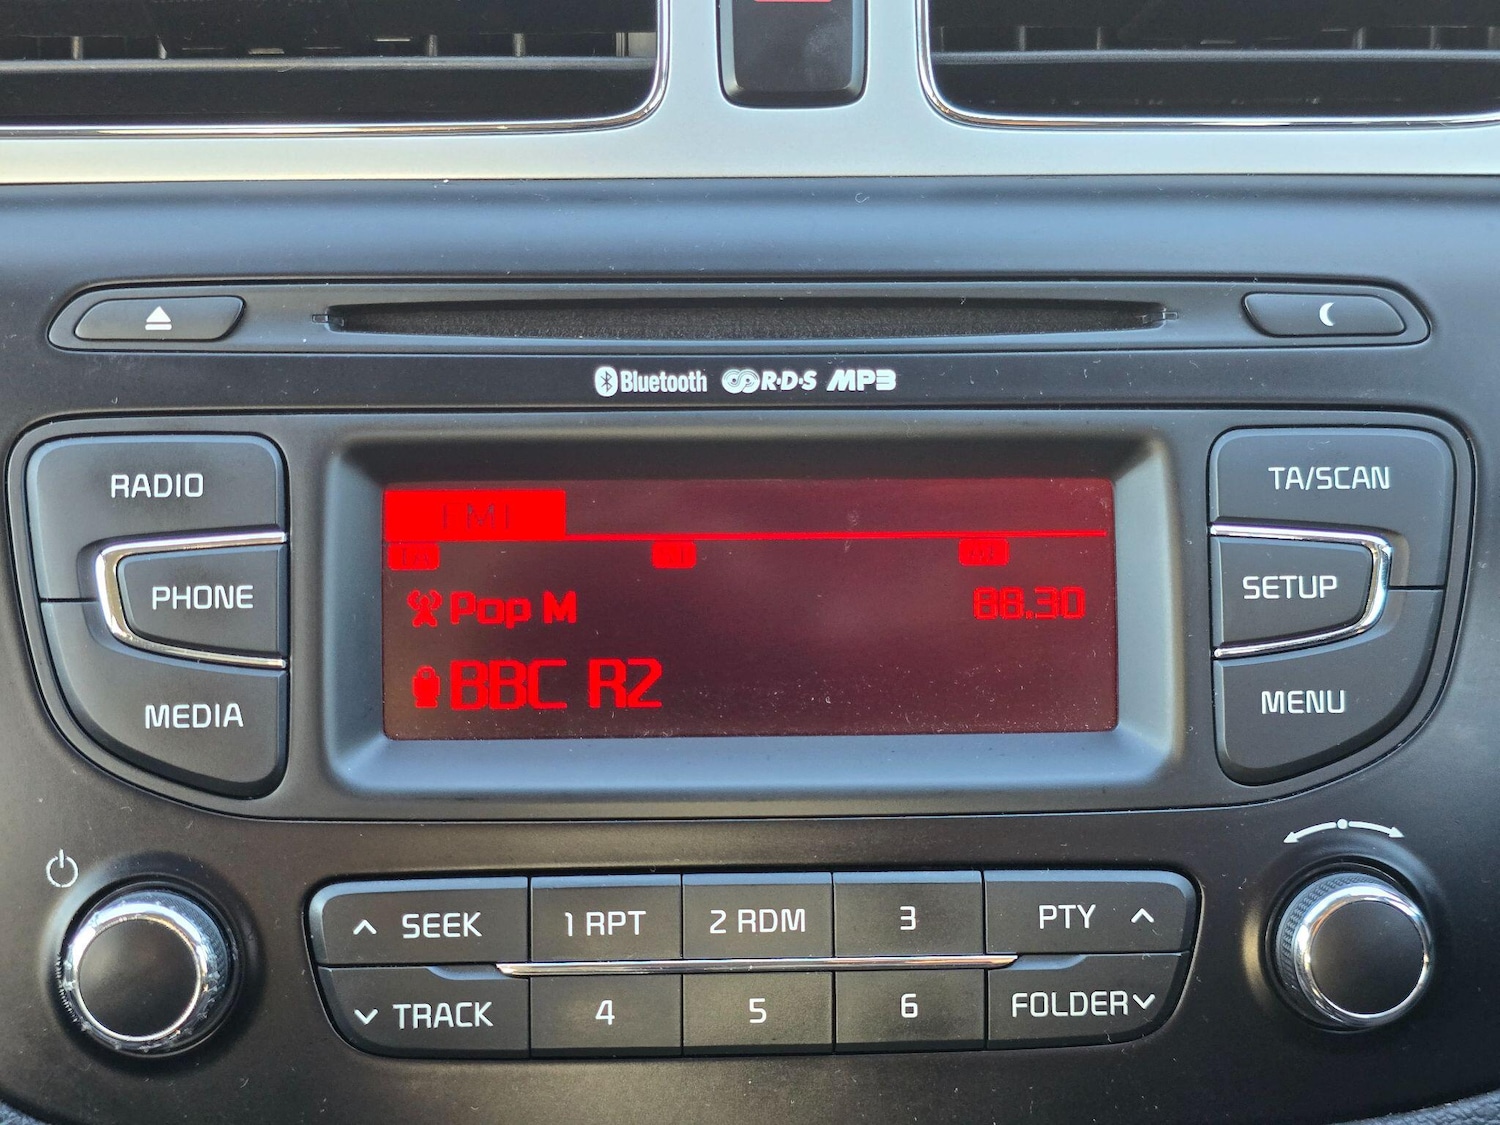 Bluetooth R·D·S MP3
RADIO
TA/SCAN
FM1
Pop M 88.30
PHONE
SETUP
BBC R2
MEDIA
MENU
SEEK 1 RPT 2 RDM 3 PTY
TRACK 4 5 6 FOLDER